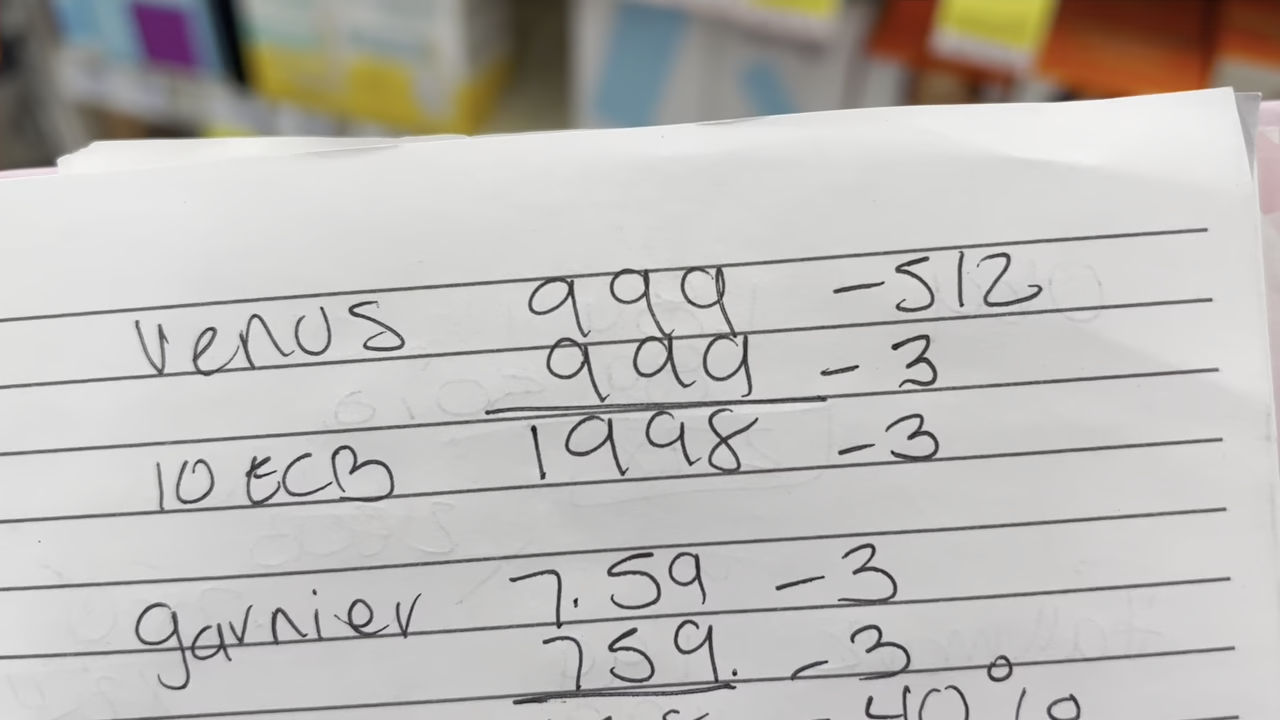 venus 999 - 512
999 - 3
10 ECB 1998 - 3
garnier 7.59 - 3
759. - 3